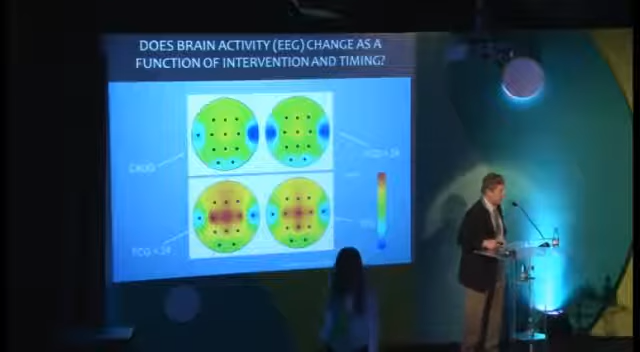 DOES BRAIN ACTIVITY (EEG) CHANGE AS A
FUNCTION OF INTERVENTION AND TIMING?